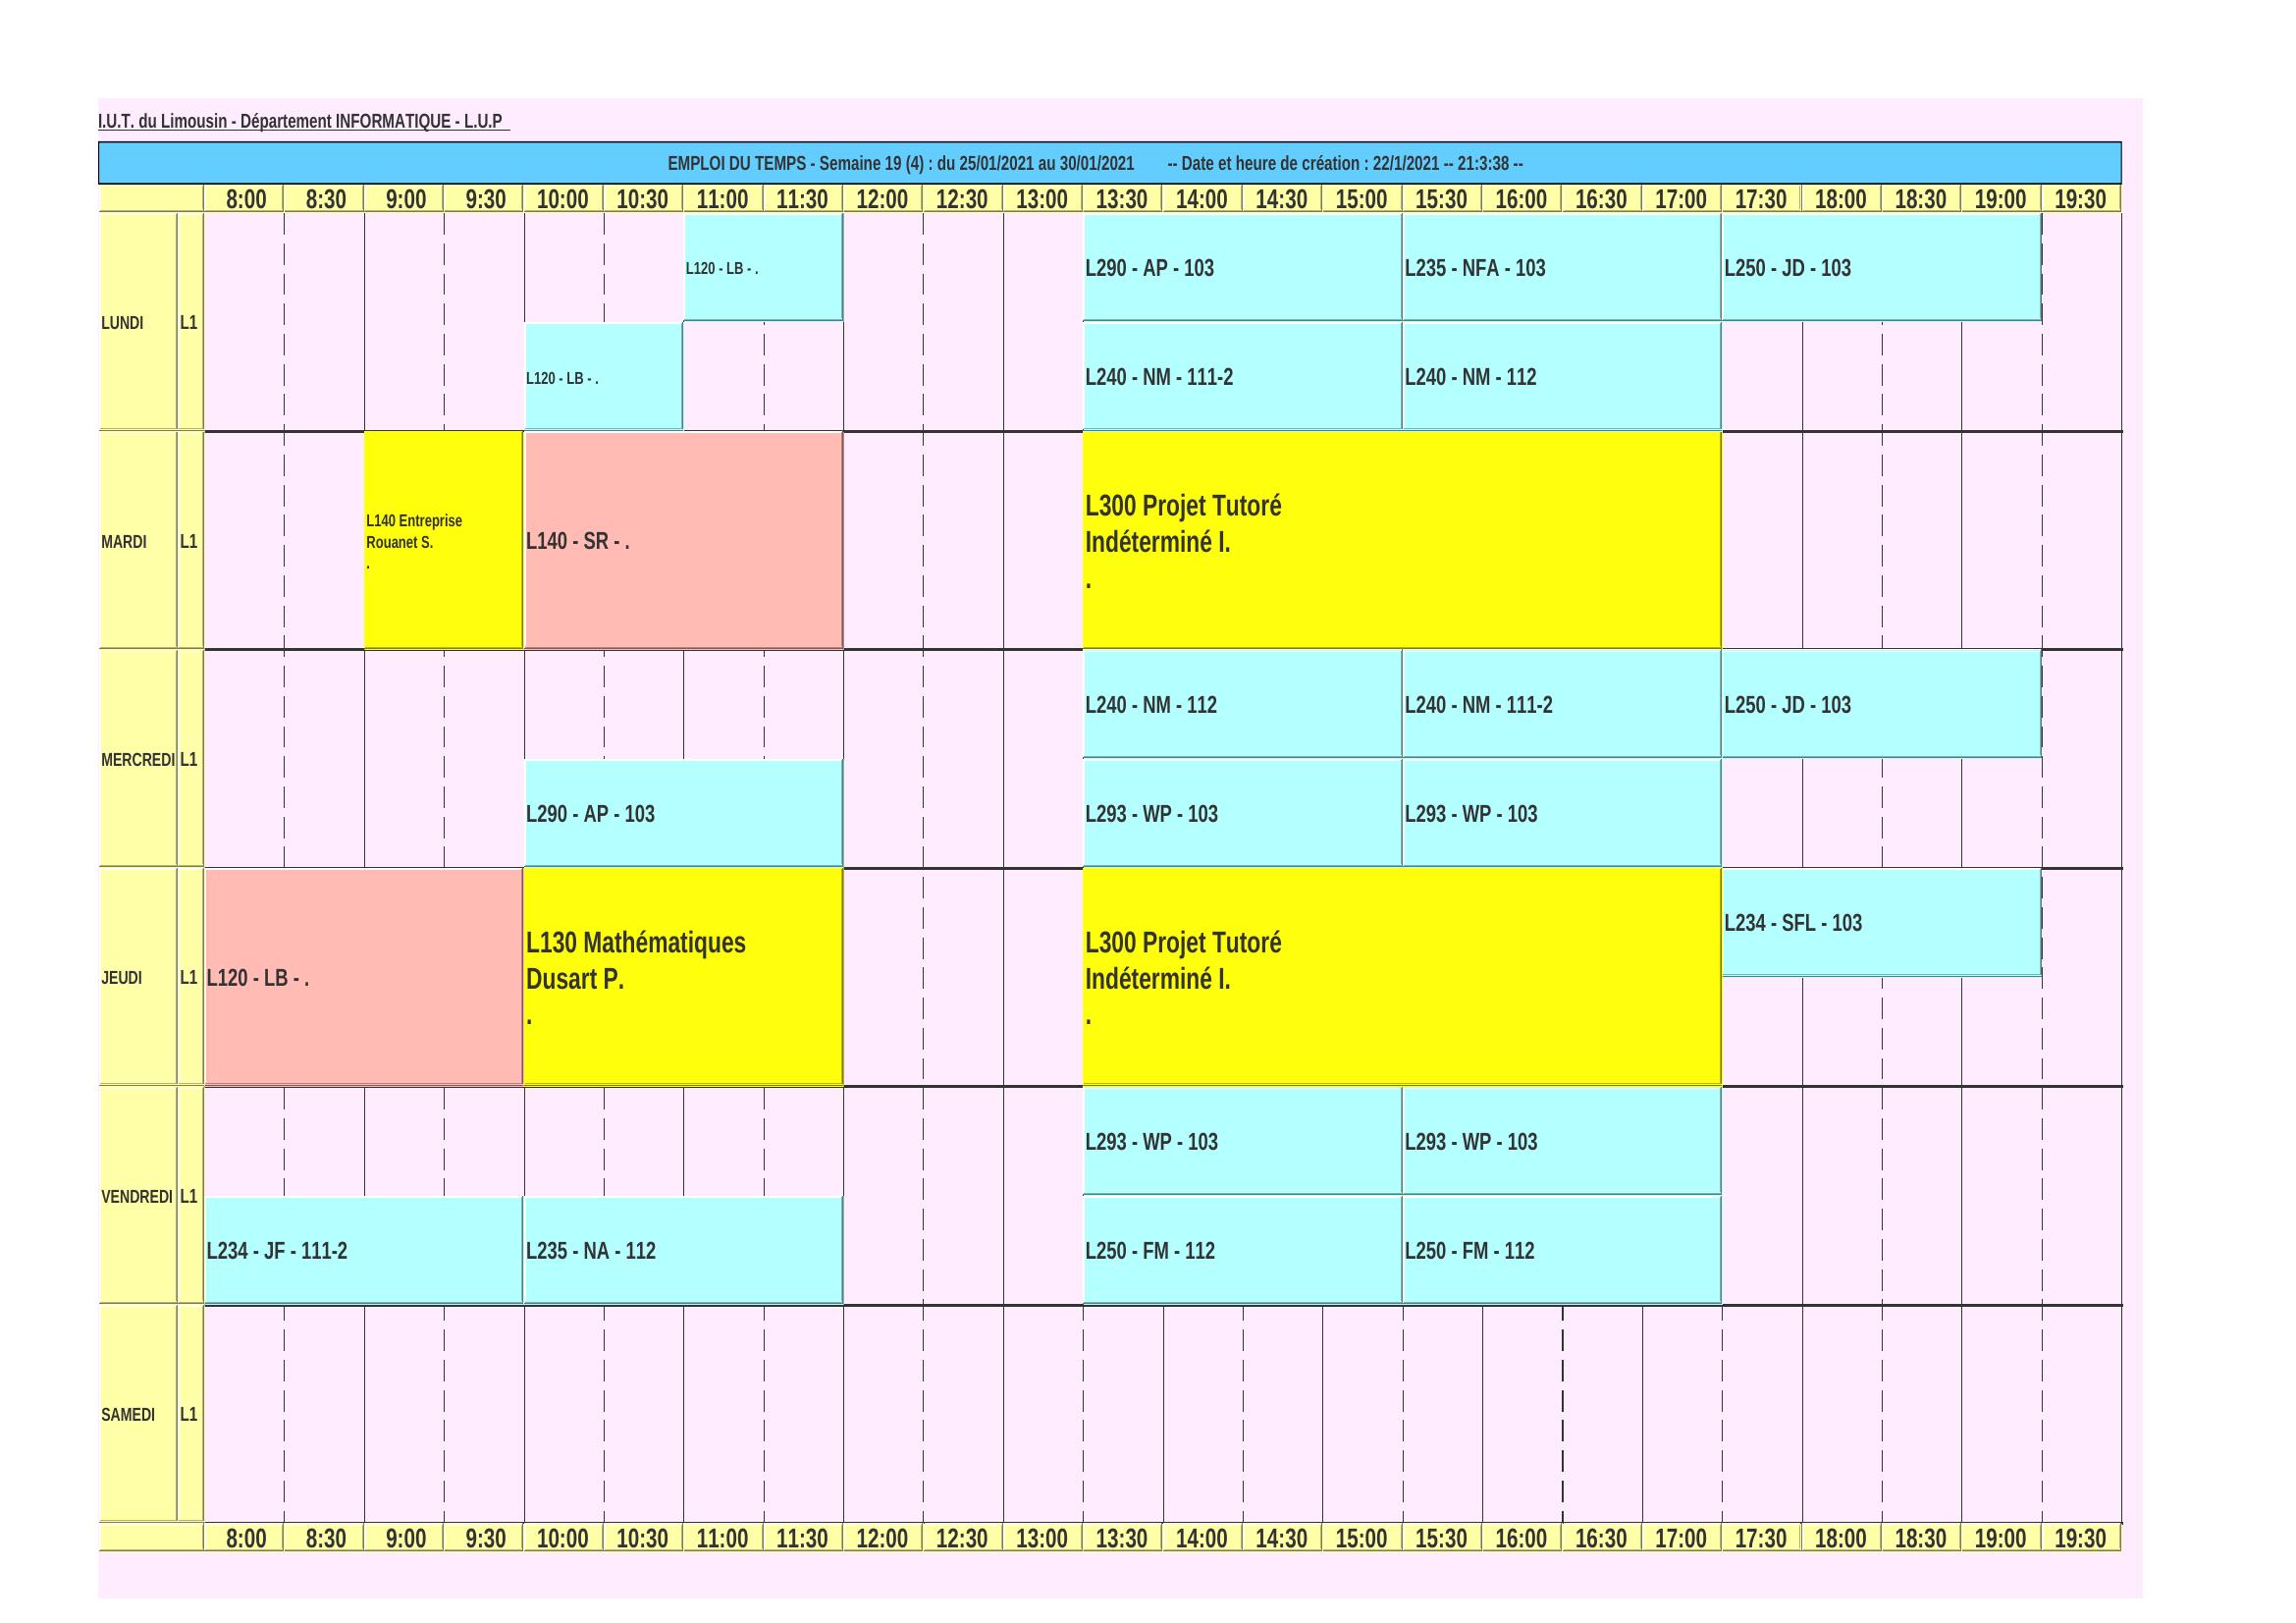 I.U.T. du Limousin - Département INFORMATIQUE - L.U.P
EMPLOI DU TEMPS - Semaine 19 (4) : du 25/01/2021 au 30/01/2021 -- Date et heure de création : 22/1/2021 -- 21:3:38 --
8:00 8:30 9:00 9:30 10:00 10:30 11:00 11:30 12:00 12:30 13:00 13:30 14:00 14:30 15:00 15:30 16:00 16:30 17:00 17:30 18:00 18:30 19:00 19:30
L120 - LB - . L290 - AP - 103 L235 - NFA - 103 L250 - JD - 103
LUNDI L1
L120 - LB - . L240 - NM - 111-2 L240 - NM - 112
L300 Projet Tutoré
L140 Entreprise
MARDI L1 Rouanet S. L140 - SR - . Indéterminé I.
.
.
L240 - NM - 112 L240 - NM - 111-2 L250 - JD - 103
MERCREDI L1
L290 - AP - 103 L293 - WP - 103 L293 - WP - 103
L234 - SFL - 103
L130 Mathématiques L300 Projet Tutoré
JEUDI L1 L120 - LB - . Dusart P. Indéterminé I.
. .
L293 - WP - 103 L293 - WP - 103
VENDREDI L1
L234 - JF - 111-2 L235 - NA - 112 L250 - FM - 112 L250 - FM - 112
SAMEDI L1
8:00 8:30 9:00 9:30 10:00 10:30 11:00 11:30 12:00 12:30 13:00 13:30 14:00 14:30 15:00 15:30 16:00 16:30 17:00 17:30 18:00 18:30 19:00 19:30